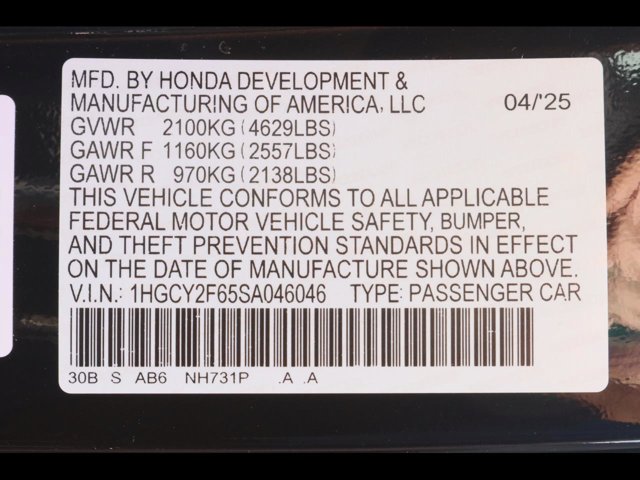 MFD. BY HONDA DEVELOPMENT &
MANUFACTURING OF AMERICA, LLC 04/'25
GVWR 2100KG (4629LBS)
GAWR F 1160KG (2557LBS)
GAWR R 970KG (2138LBS)
THIS VEHICLE CONFORMS TO ALL APPLICABLE
FEDERAL MOTOR VEHICLE SAFETY, BUMPER,
AND THEFT PREVENTION STANDARDS IN EFFECT
ON THE DATE OF MANUFACTURE SHOWN ABOVE.
V.I.N.: 1HGCY2F65SA046046 TYPE: PASSENGER CAR
30B S AB6 NH731P .A .A